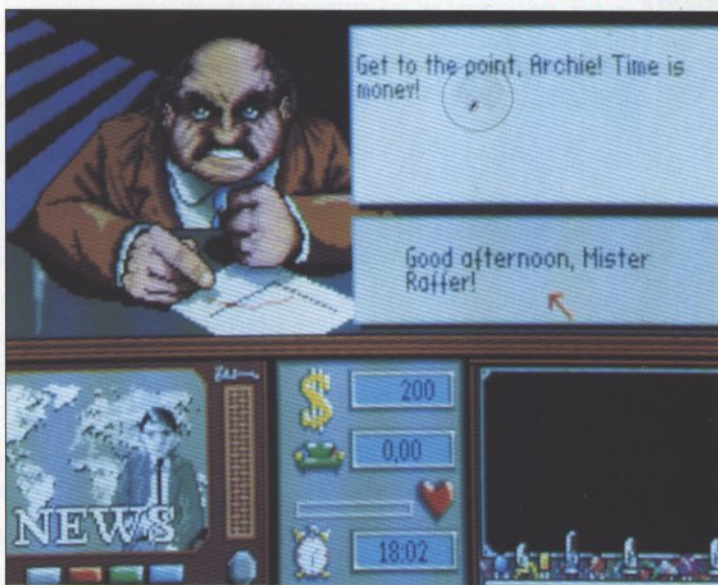 Get to the point, Archie! Time is
money!
Good afternoon, Mister
Raffer!
200
0,00
NEWS
18:02